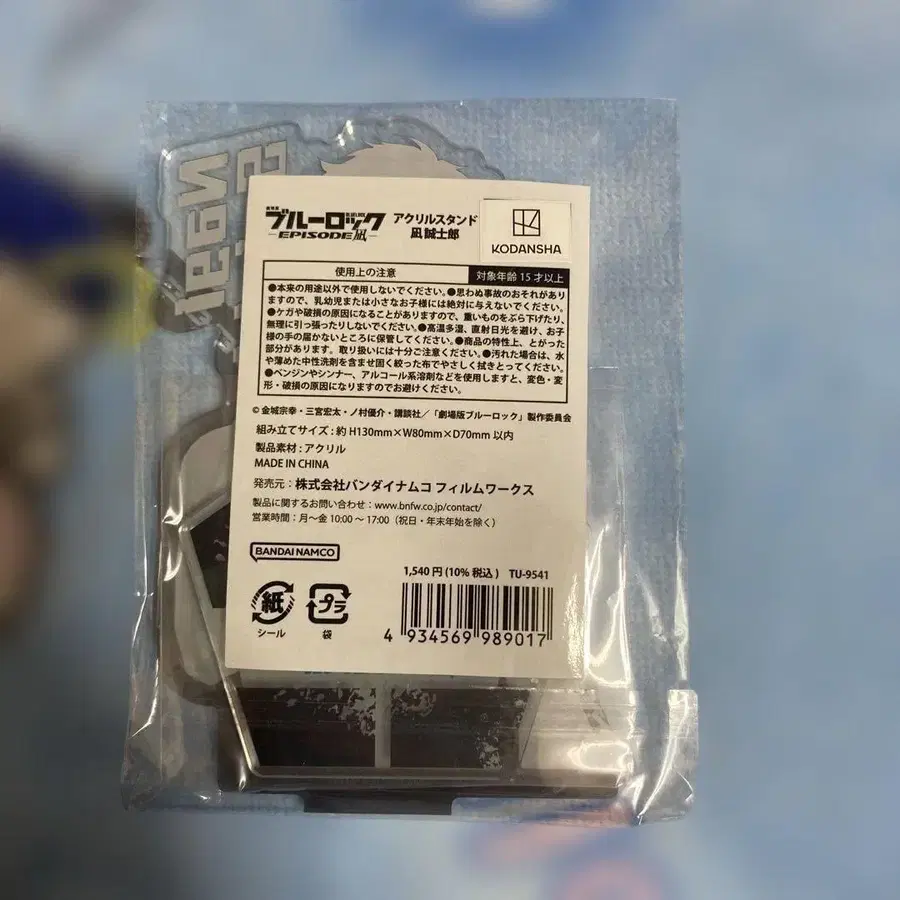 NAGI
劇場版
ブルーロック
BLUELOCK
-EPISODE 凪-
アクリルスタンド
凪 誠士郎
KODANSHA
使用上の注意
対象年齢 15 才以上
●本来の用途以外で使用しないでください。●思わぬ事故のおそれがあり
ますので、乳幼児または小さなお子様には絶対に与えないでください。
●ケガや破損の原因になることがありますので、重いものをぶら下げたり、
無理に引っ張ったりしないでください。●高温多湿、直射日光を避け、お子
様の手の届かないところに保管してください。●商品の特性上、とがった
部分があります。取り扱いには十分ご注意ください。●汚れた場合は、水
や薄めた中性洗剤を含ませ固く絞った布でやさしく拭きとってください。
●ベンジンやシンナー、アルコール系溶剤などを使用しますと、変色・変
形・破損の原因になりますのでお避けください。
© 金城宗幸・三宮宏太・ノ村優介・講談社／「劇場版ブルーロック」製作委員会
組み立てサイズ : 約 H130mm×W80mm×D70mm 以内
製品素材 : アクリル
MADE IN CHINA
発売元 : 株式会社バンダイナムコ フィルムワークス
製品に関するお問い合わせ : www.bnfw.co.jp/contact/
営業時間 : 月〜金 10:00 〜 17:00（祝日・年末年始を除く）
BANDAI NAMCO
1,540 円 (10% 税込 ) TU-9541
紙
シール
プラ
袋
4 934569 989017